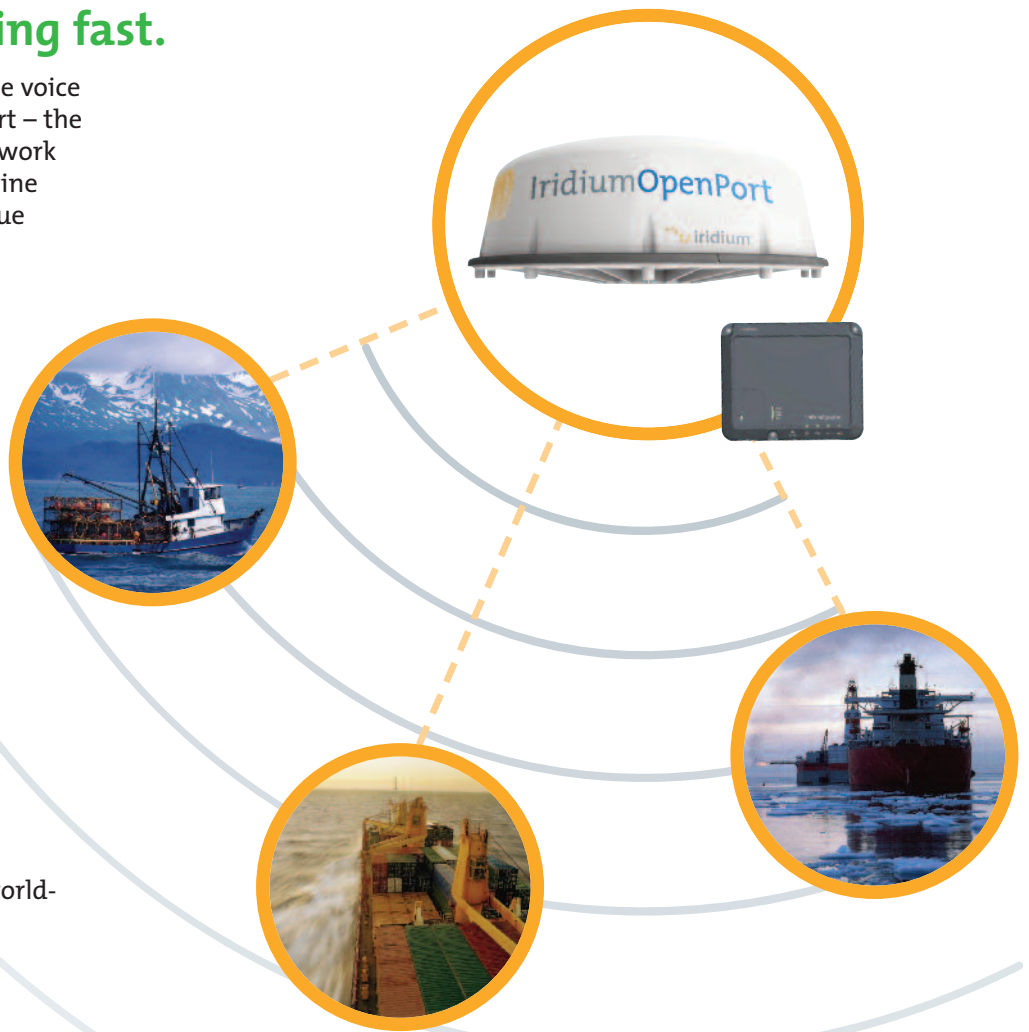 ing fast.
e voice
rt – the
work
ine
ue
IridiumOpenPort
iridium
orld-